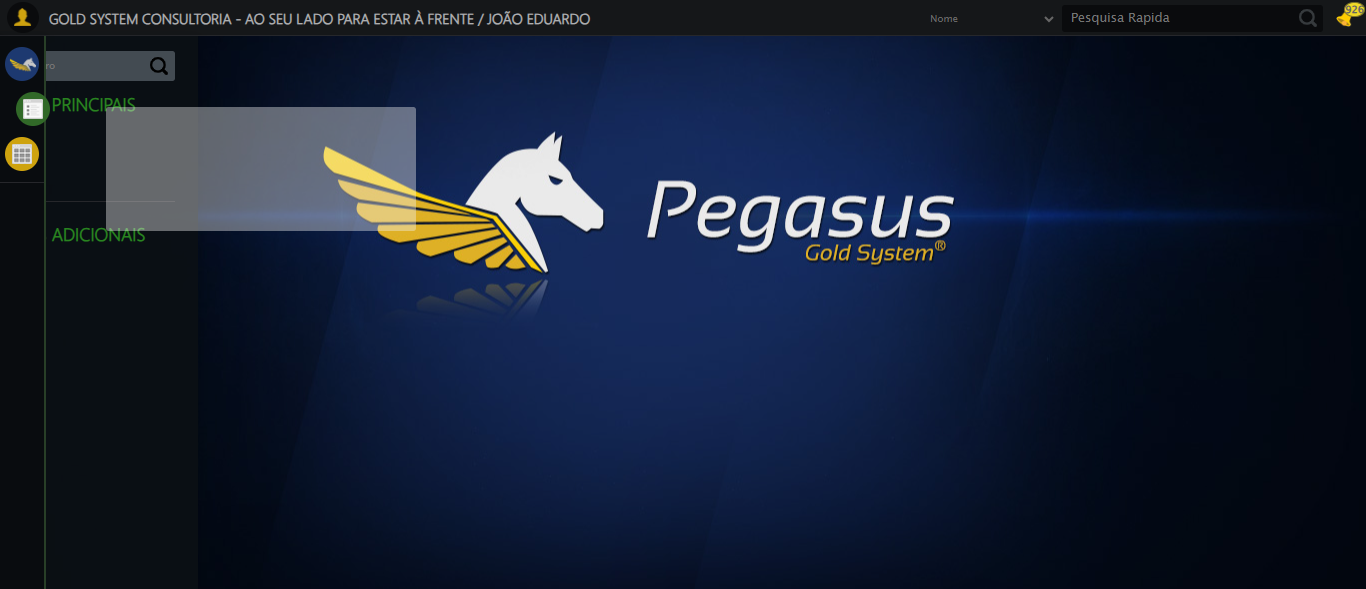 GOLD SYSTEM CONSULTORIA - AO SEU LADO PARA ESTAR À FRENTE / JOÃO EDUARDO
Nome
Pesquisa Rapida
926
ro
PRINCIPAIS
ADICIONAIS
Pegasus
Gold System®